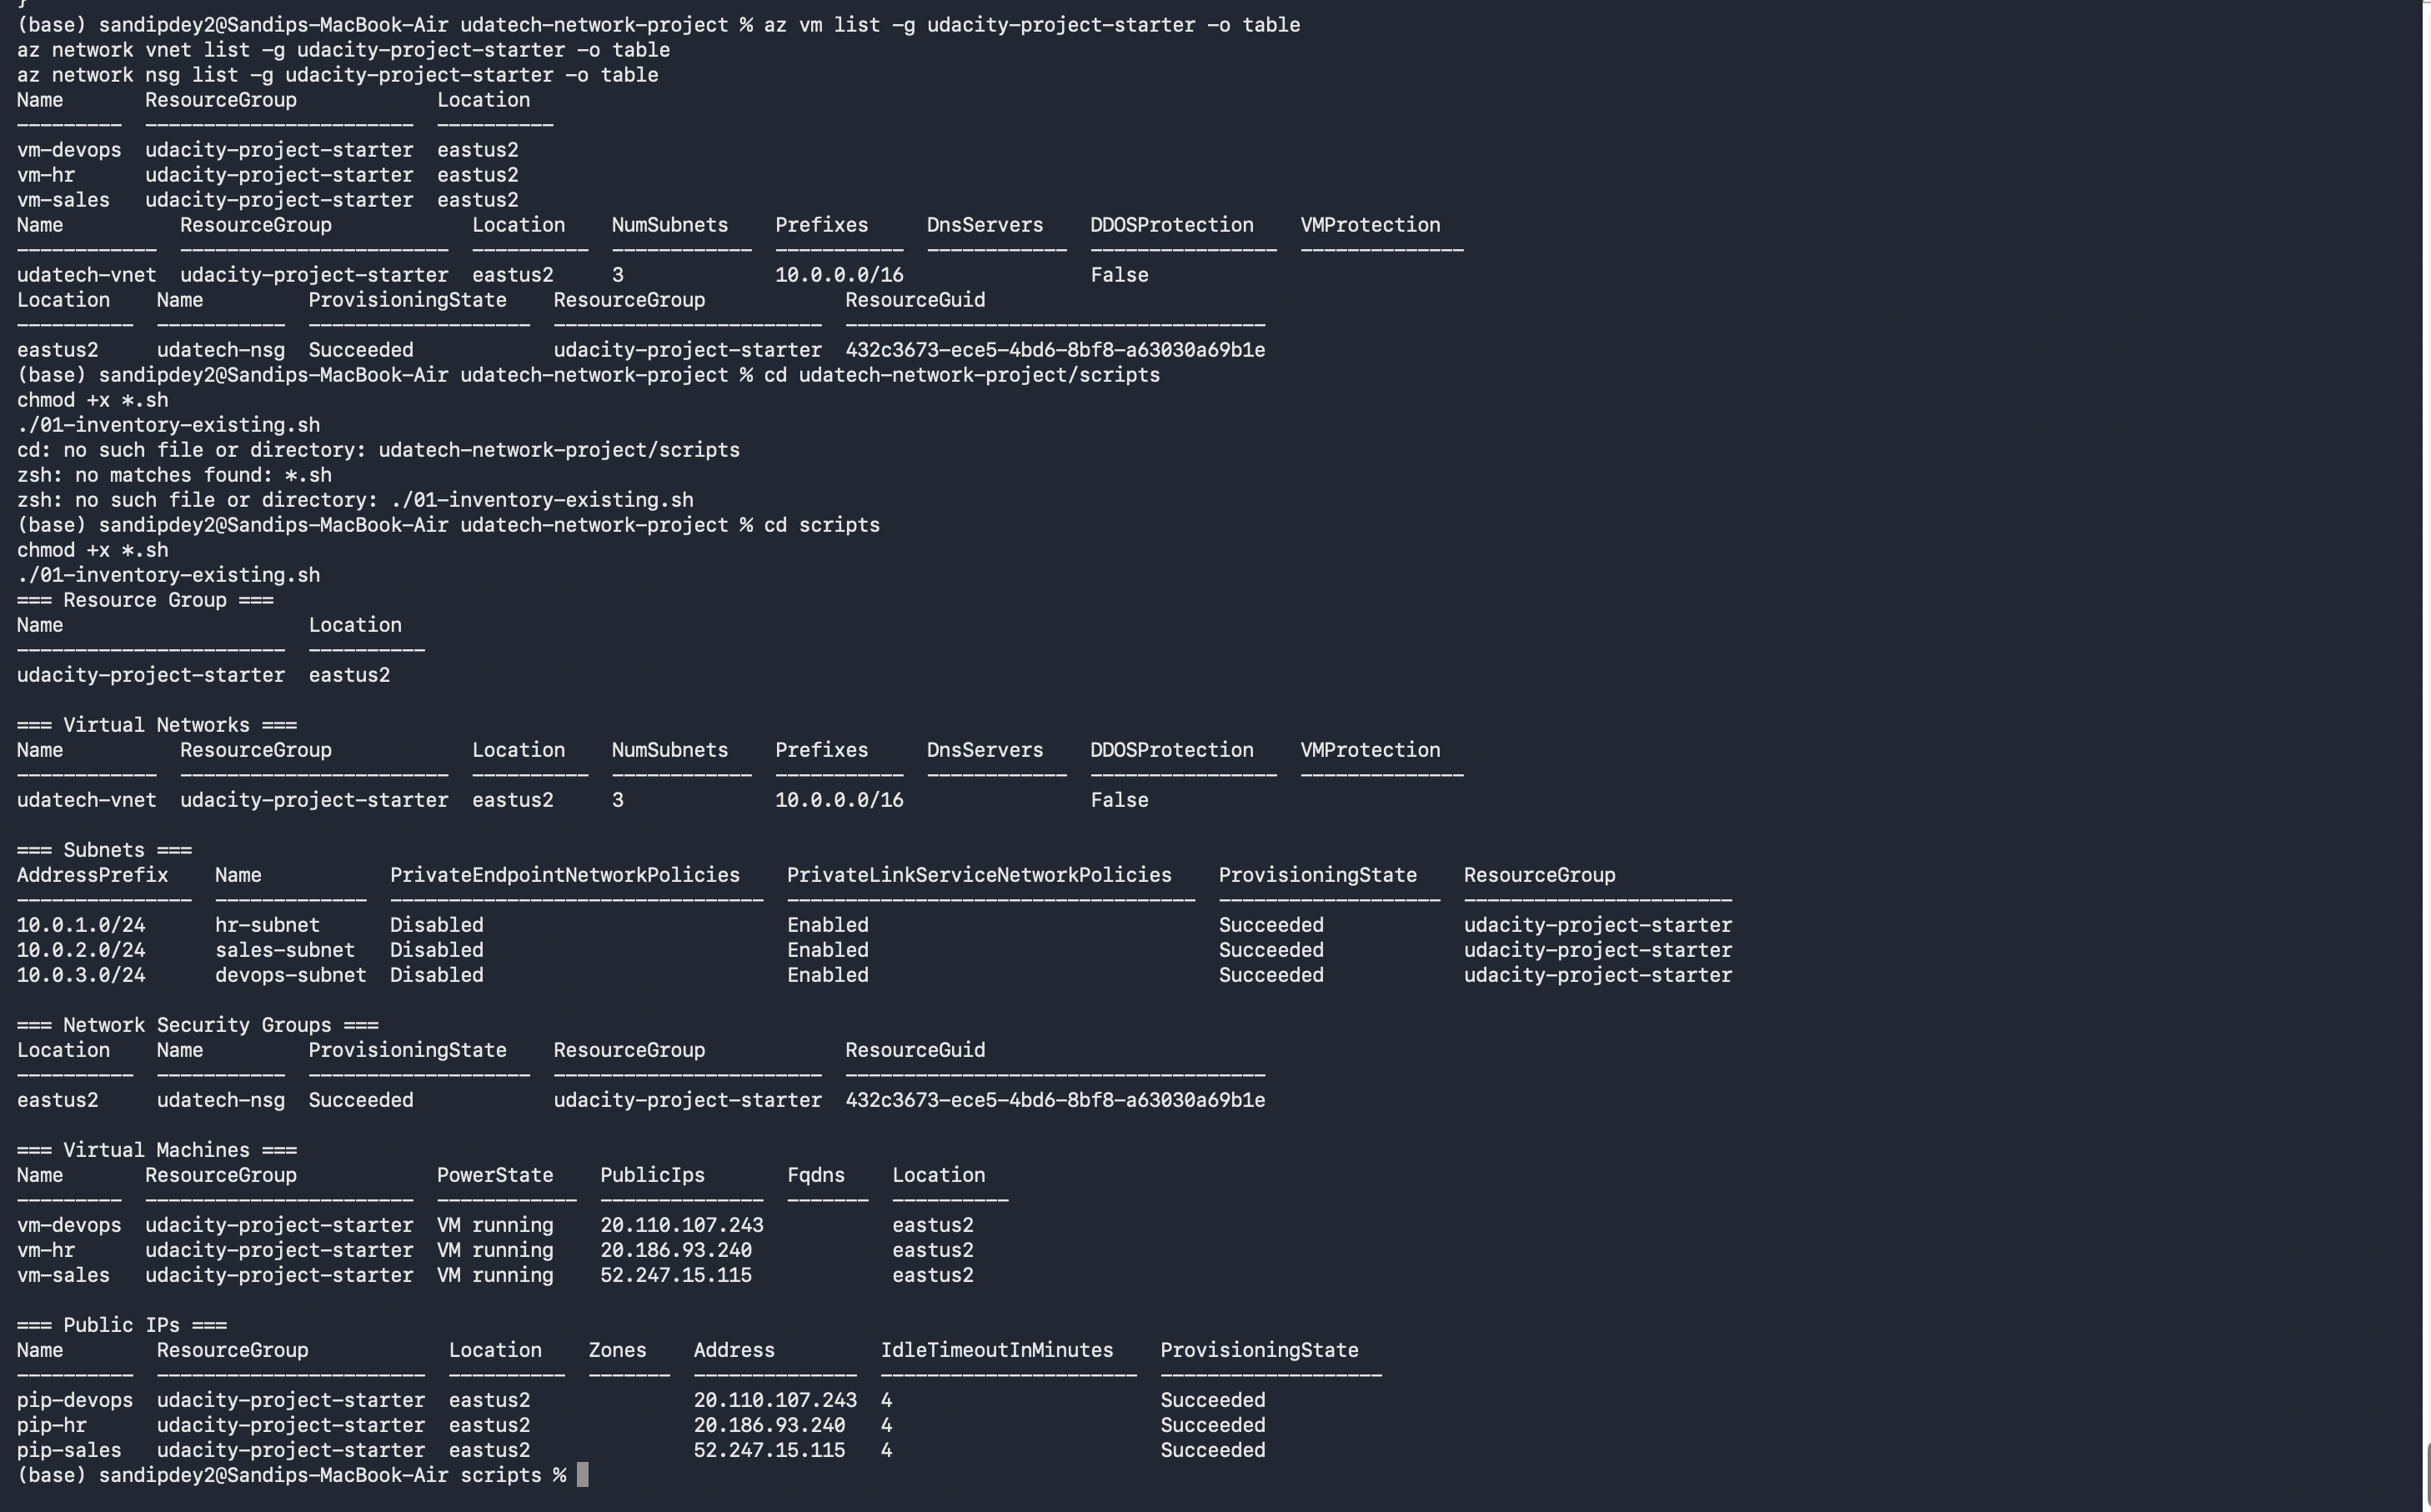 }
(base) sandipdey2@Sandips-MacBook-Air udatech-network-project % az vm list -g udacity-project-starter -o table
az network vnet list -g udacity-project-starter -o table
az network nsg list -g udacity-project-starter -o table
Name       ResourceGroup            Location
---------  -----------------------  ----------
vm-devops  udacity-project-starter  eastus2
vm-hr      udacity-project-starter  eastus2
vm-sales   udacity-project-starter  eastus2
Name          ResourceGroup            Location    NumSubnets    Prefixes     DnsServers    DDOSProtection    VMProtection
------------  -----------------------  ----------  ------------  -----------  ------------  ----------------  --------------
udatech-vnet  udacity-project-starter  eastus2     3             10.0.0.0/16                False
Location    Name         ProvisioningState    ResourceGroup            ResourceGuid
----------  -----------  -------------------  -----------------------  ------------------------------------
eastus2     udatech-nsg  Succeeded            udacity-project-starter  432c3673-ece5-4bd6-8bf8-a63030a69b1e
(base) sandipdey2@Sandips-MacBook-Air udatech-network-project % cd udatech-network-project/scripts
chmod +x *.sh
./01-inventory-existing.sh
cd: no such file or directory: udatech-network-project/scripts
zsh: no matches found: *.sh
zsh: no such file or directory: ./01-inventory-existing.sh
(base) sandipdey2@Sandips-MacBook-Air udatech-network-project % cd scripts
chmod +x *.sh
./01-inventory-existing.sh
=== Resource Group ===
Name                     Location
-----------------------  ----------
udacity-project-starter  eastus2
=== Virtual Networks ===
Name          ResourceGroup            Location    NumSubnets    Prefixes     DnsServers    DDOSProtection    VMProtection
------------  -----------------------  ----------  ------------  -----------  ------------  ----------------  --------------
udatech-vnet  udacity-project-starter  eastus2     3             10.0.0.0/16                False
=== Subnets ===
AddressPrefix    Name           PrivateEndpointNetworkPolicies    PrivateLinkServiceNetworkPolicies    ProvisioningState    ResourceGroup
---------------  -------------  --------------------------------  -----------------------------------  -------------------  -----------------------
10.0.1.0/24      hr-subnet      Disabled                          Enabled                              Succeeded            udacity-project-starter
10.0.2.0/24      sales-subnet   Disabled                          Enabled                              Succeeded            udacity-project-starter
10.0.3.0/24      devops-subnet  Disabled                          Enabled                              Succeeded            udacity-project-starter
=== Network Security Groups ===
Location    Name         ProvisioningState    ResourceGroup            ResourceGuid
----------  -----------  -------------------  -----------------------  ------------------------------------
eastus2     udatech-nsg  Succeeded            udacity-project-starter  432c3673-ece5-4bd6-8bf8-a63030a69b1e
=== Virtual Machines ===
Name       ResourceGroup            PowerState    PublicIps       Fqdns    Location
---------  -----------------------  ------------  --------------  -------  ----------
vm-devops  udacity-project-starter  VM running    20.110.107.243           eastus2
vm-hr      udacity-project-starter  VM running    20.186.93.240            eastus2
vm-sales   udacity-project-starter  VM running    52.247.15.115            eastus2
=== Public IPs ===
Name        ResourceGroup            Location    Zones    Address         IdleTimeoutInMinutes    ProvisioningState
----------  -----------------------  ----------  -------  --------------  ----------------------  -------------------
pip-devops  udacity-project-starter  eastus2              20.110.107.243  4                       Succeeded
pip-hr      udacity-project-starter  eastus2              20.186.93.240   4                       Succeeded
pip-sales   udacity-project-starter  eastus2              52.247.15.115   4                       Succeeded
(base) sandipdey2@Sandips-MacBook-Air scripts %